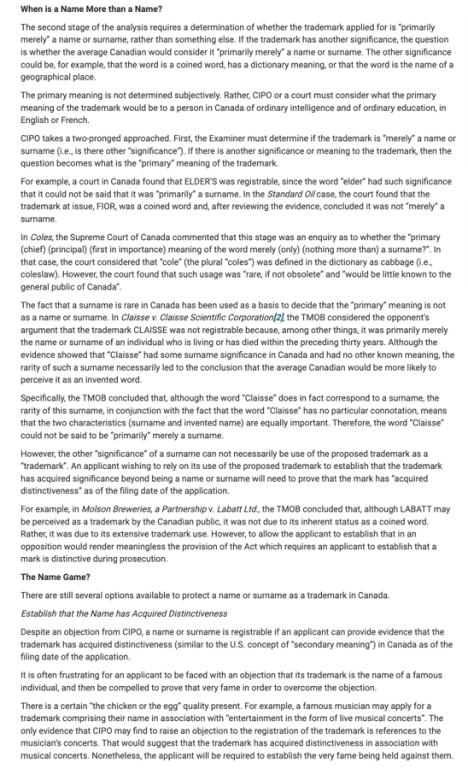 When is a Name More than a Name?
The second stage of the analysis requires a determination of whether the trademark applied for is "primarily
merely" a name or surname, rather than something else. If the trademark has another significance, the question
is whether the average Canadian would consider it "primarily merely" a name or surname. The other significance
could be, for example, that the word is a coined word, has a dictionary meaning, or that the word is the name of a
geographical place.
The primary meaning is not determined subjectively. Rather, CIPO or a court must consider what the primary
meaning of the trademark would be to a person in Canada of ordinary intelligence and of ordinary education, in
English or French.
CIPO takes a two-pronged approached. First, the Examiner must determine if the trademark is "merely" a name or
surname (i.e., is there other "significance"). If there is another significance or meaning to the trademark, then the
question becomes what is the "primary" meaning of the trademark.
For example, a court in Canada found that ELDER'S was registrable, since the word "elder" had such significance
that it could not be said that it was "primarily" a surname. In the Standard Oil case, the court found that the
trademark at issue, FIOR, was a coined word and, after reviewing the evidence, concluded it was not "merely" a
surname.
In Coles, the Supreme Court of Canada commented that this stage was an enquiry as to whether the "primary
(chief) (principal) (first in importance) meaning of the word merely (only) (nothing more than) a surname?". In
that case, the court considered that "cole" (the plural "coles") was defined in the dictionary as cabbage (i.e.,
coleslaw). However, the court found that such usage was "rare, if not obsolete" and "would be little known to the
general public of Canada".
The fact that a surname is rare in Canada has been used as a basis to decide that the "primary" meaning is not
as a name or surname. In Claisse v. Claisse Scientific Corporation[2], the TMOB considered the opponent's
argument that the trademark CLAISSE was not registrable because, among other things, it was primarily merely
the name or surname of an individual who is living or has died within the preceding thirty years. Although the
evidence showed that "Claisse" had some surname significance in Canada and had no other known meaning, the
rarity of such a surname necessarily led to the conclusion that the average Canadian would be more likely to
perceive it as an invented word.
Specifically, the TMOB concluded that, although the word "Claisse" does in fact correspond to a surname, the
rarity of this surname, in conjunction with the fact that the word "Claisse" has no particular connotation, means
that the two characteristics (surname and invented name) are equally important. Therefore, the word "Claisse"
could not be said to be "primarily" merely a surname.
However, the other "significance" of a surname can not necessarily be use of the proposed trademark as a
"trademark". An applicant wishing to rely on its use of the proposed trademark to establish that the trademark
has acquired significance beyond being a name or surname will need to prove that the mark has "acquired
distinctiveness" as of the filing date of the application.
For example, in Molson Breweries, a Partnership v. Labatt Ltd., the TMOB concluded that, although LABATT may
be perceived as a trademark by the Canadian public, it was not due to its inherent status as a coined word.
Rather, it was due to its extensive trademark use. However, to allow the applicant to establish that in an
opposition would render meaningless the provision of the Act which requires an applicant to establish that a
mark is distinctive during prosecution.
The Name Game?
There are still several options available to protect a name or surname as a trademark in Canada.
Establish that the Name has Acquired Distinctiveness
Despite an objection from CIPO, a name or surname is registrable if an applicant can provide evidence that the
trademark has acquired distinctiveness (similar to the U.S. concept of "secondary meaning") in Canada as of the
filing date of the application.
It is often frustrating for an applicant to be faced with an objection that its trademark is the name of a famous
individual, and then be compelled to prove that very fame in order to overcome the objection.
There is a certain "the chicken or the egg" quality present. For example, a famous musician may apply for a
trademark comprising their name in association with "entertainment in the form of live musical concerts". The
only evidence that CIPO may find to raise an objection to the registration of the trademark is references to the
musician's concerts. That would suggest that the trademark has acquired distinctiveness in association with
musical concerts. Nonetheless, the applicant will be required to establish the very fame being held against them.